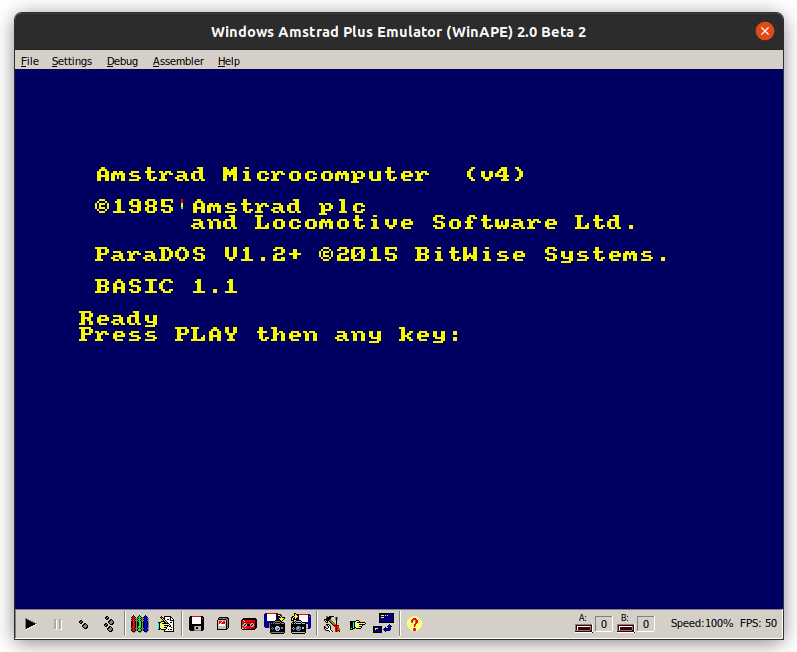 Windows Amstrad Plus Emulator (WinAPE) 2.0 Beta 2
File Settings Debug Assembler Help
Amstrad Microcomputer (v4)
©1985 Amstrad plc
and Locomotive Software Ltd.
ParaDOS V1.2+ ©2015 BitWise Systems.
BASIC 1.1
Ready
Press PLAY then any key:
A: 0 B: 0 Speed:100% FPS: 50